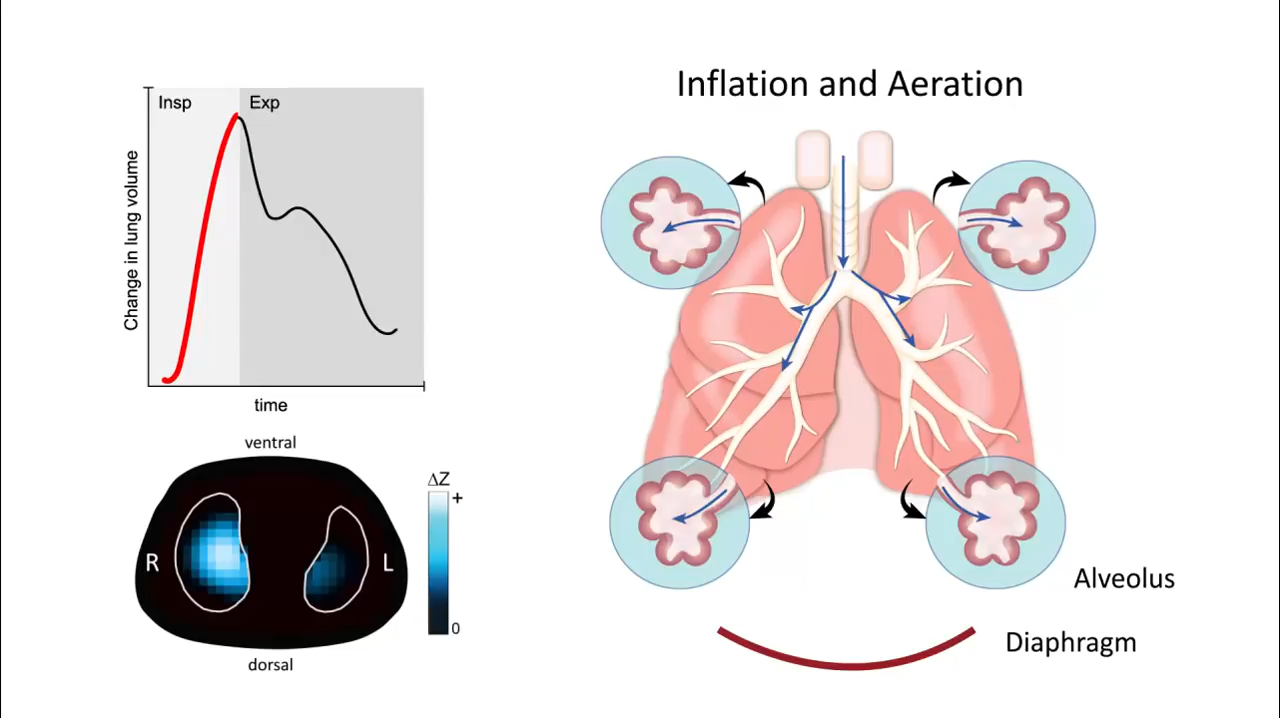 Inflation and Aeration
Insp
Exp
Change in lung volume
time
ventral
ΔZ
+
R
L
0
dorsal
Alveolus
Diaphragm